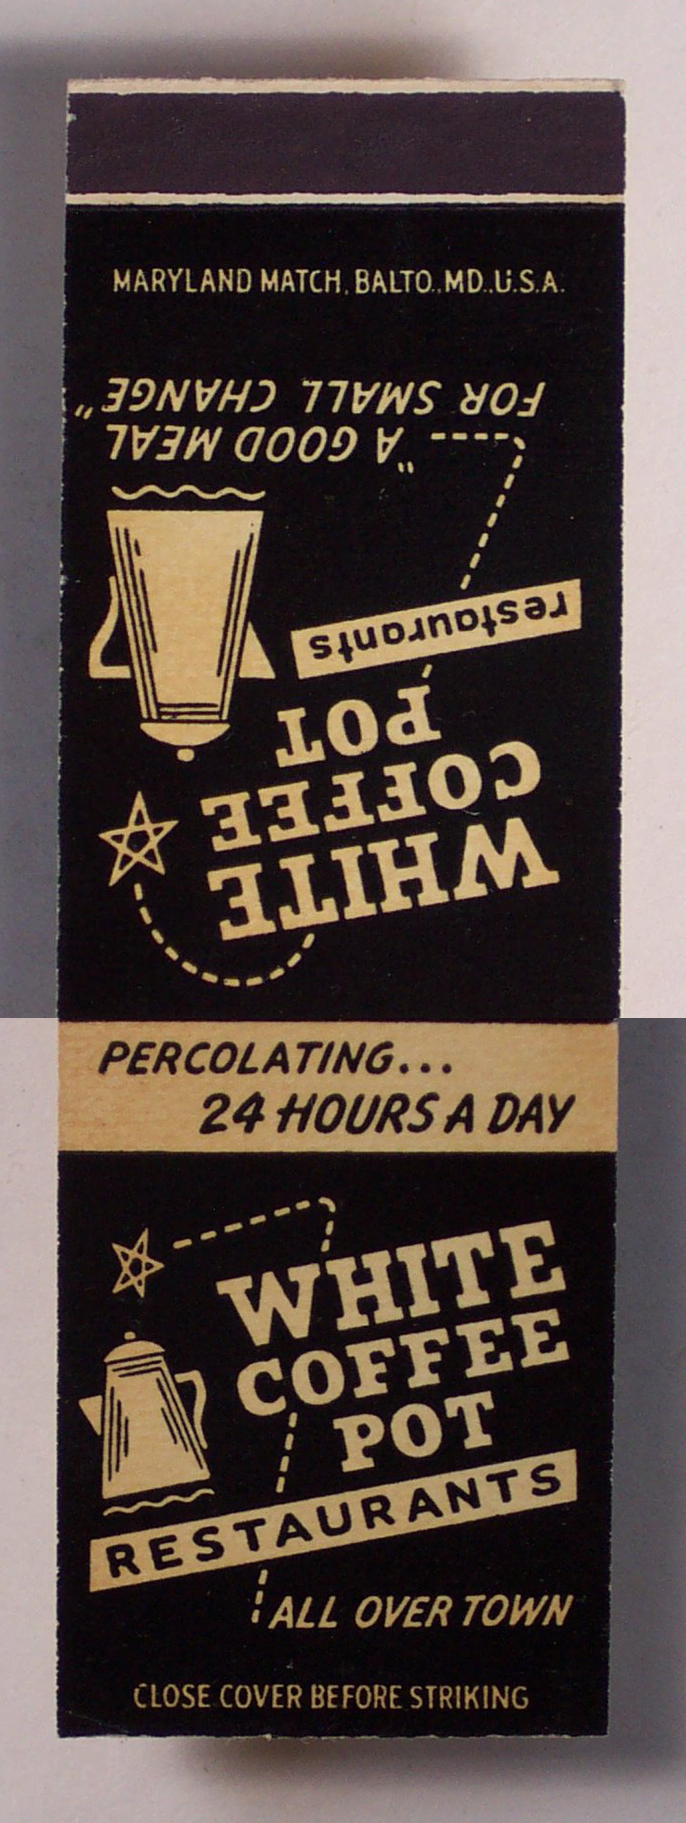 MARYLAND MATCH, BALTO., MD., U.S.A.
WHITE
COFFEE
POT
restaurants
"A GOOD MEAL
FOR SMALL CHANGE"
PERCOLATING...
24 HOURS A DAY
WHITE
COFFEE
POT
RESTAURANTS
ALL OVER TOWN
CLOSE COVER BEFORE STRIKING